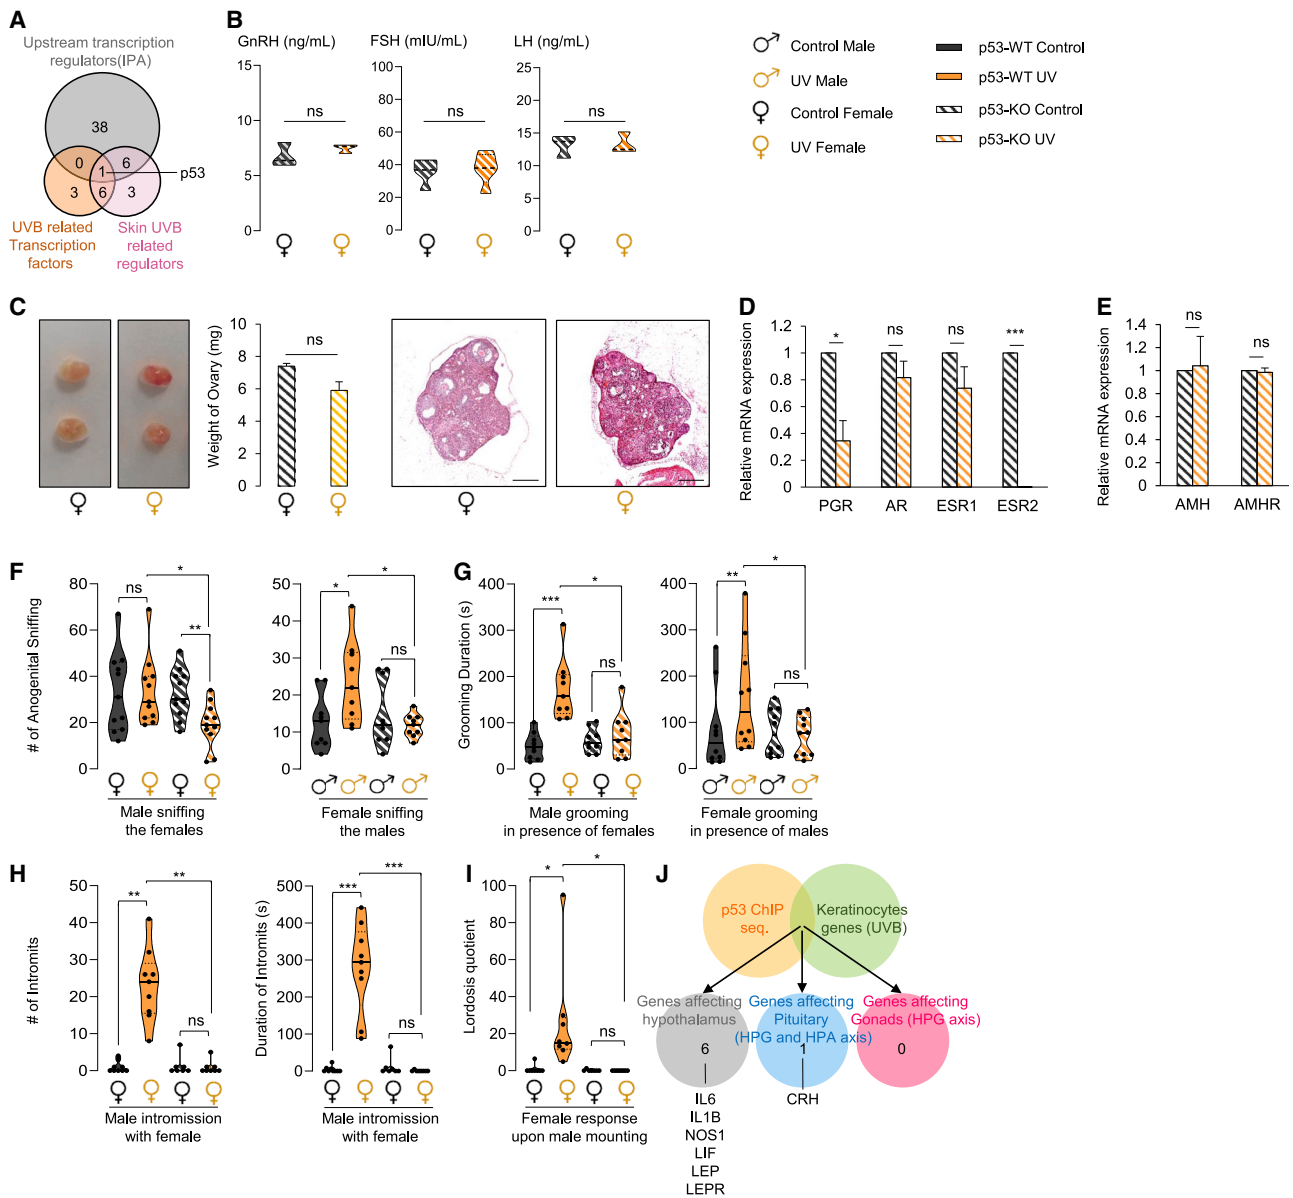 A
Upstream transcription
regulators(IPA)
38
0
6
1
p53
3
6
3
UVB related
Transcription
factors
Skin UVB
related
regulators
B
GnRH (ng/mL)
15
10
5
0
ns
FSH (mIU/mL)
100
80
60
40
20
0
ns
LH (ng/mL)
25
20
15
10
5
0
ns
Control Male
UV Male
Control Female
UV Female
p53-WT Control
p53-WT UV
p53-KO Control
p53-KO UV
C
Weight of Ovary (mg)
10
8
6
4
2
0
ns
D
Relative mRNA expression
1.2
1
0.8
0.6
0.4
0.2
0
*
ns
ns
***
PGR
AR
ESR1
ESR2
E
Relative mRNA expression
1.4
1.2
1
0.8
0.6
0.4
0.2
0
ns
ns
AMH
AMHR
F
# of Anogenital Sniffing
80
60
40
20
0
ns
*
**
Male sniffing
the females
50
40
30
20
10
0
*
*
ns
Female sniffing
the males
G
Grooming Duration (s)
400
300
200
100
0
***
*
ns
Male grooming
in presence of females
400
300
200
100
0
**
*
ns
Female grooming
in presence of males
H
# of Intromits
50
40
30
20
10
0
**
**
ns
Male intromission
with female
Duration of Intromits (s)
500
400
300
200
100
0
***
***
ns
Male intromission
with female
I
Lordosis quotient
100
80
60
40
20
0
*
*
ns
Female response
upon male mounting
J
p53 ChIP
seq.
Keratinocytes
genes (UVB)
Genes affecting
hypothalamus
6
Genes affecting
Pituitary
(HPG and HPA axis)
1
Genes affecting
Gonads (HPG axis)
0
IL6
IL1B
NOS1
LIF
LEP
LEPR
CRH